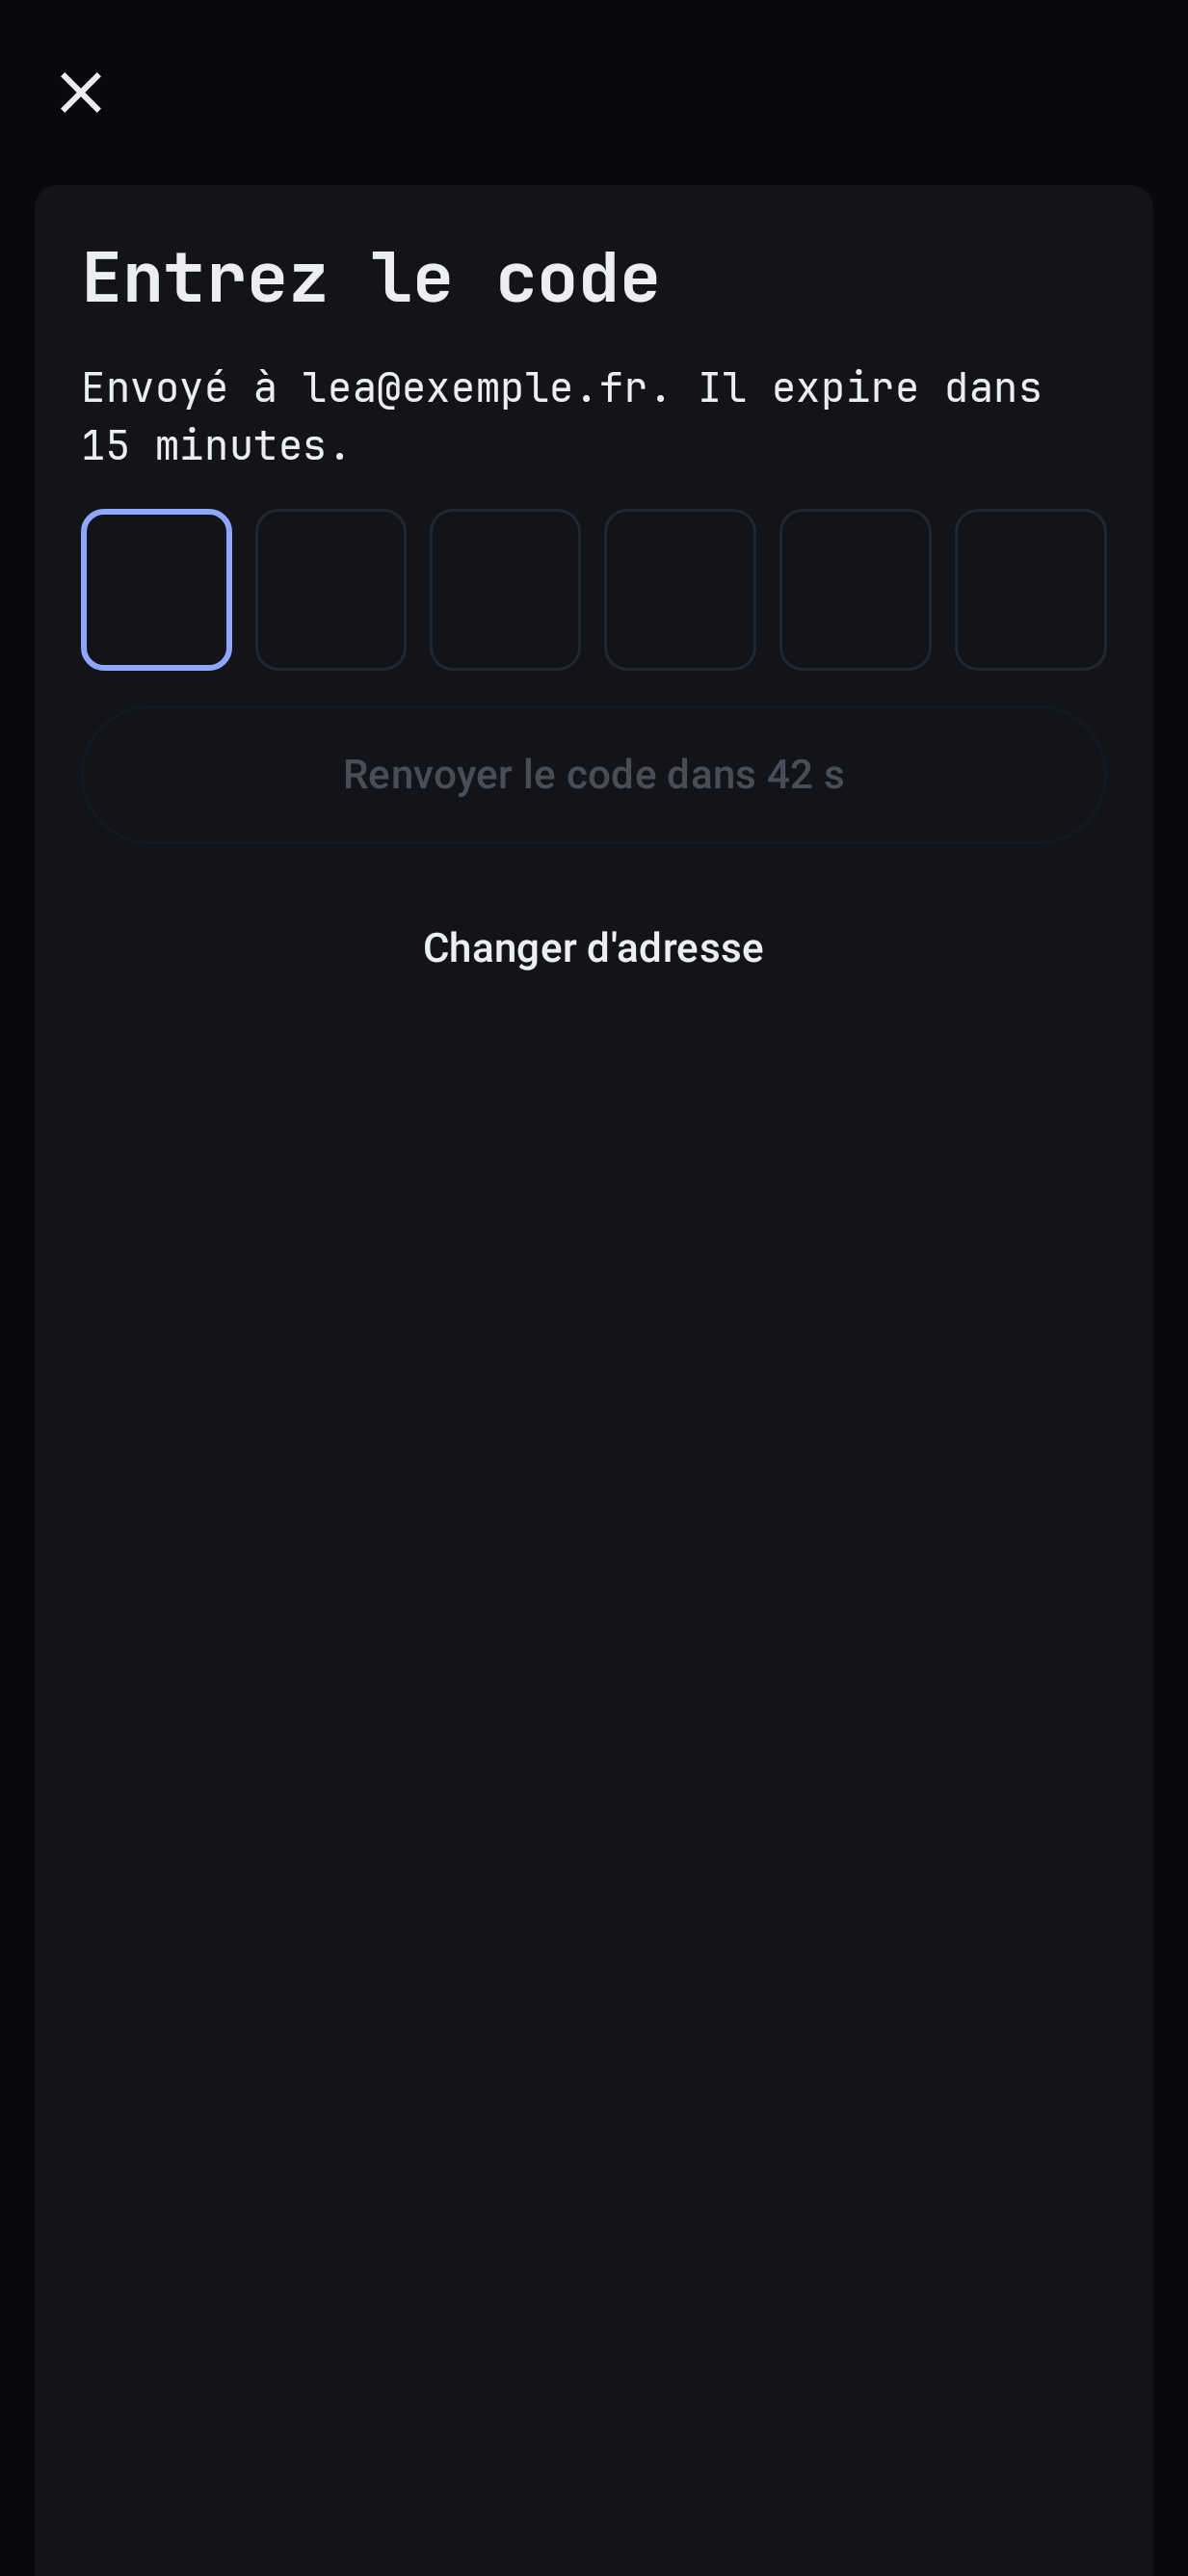 Entrez le code
Envoyé à lea@exemple.fr. Il expire dans
15 minutes.
Renvoyer le code dans 42 s
Changer d'adresse